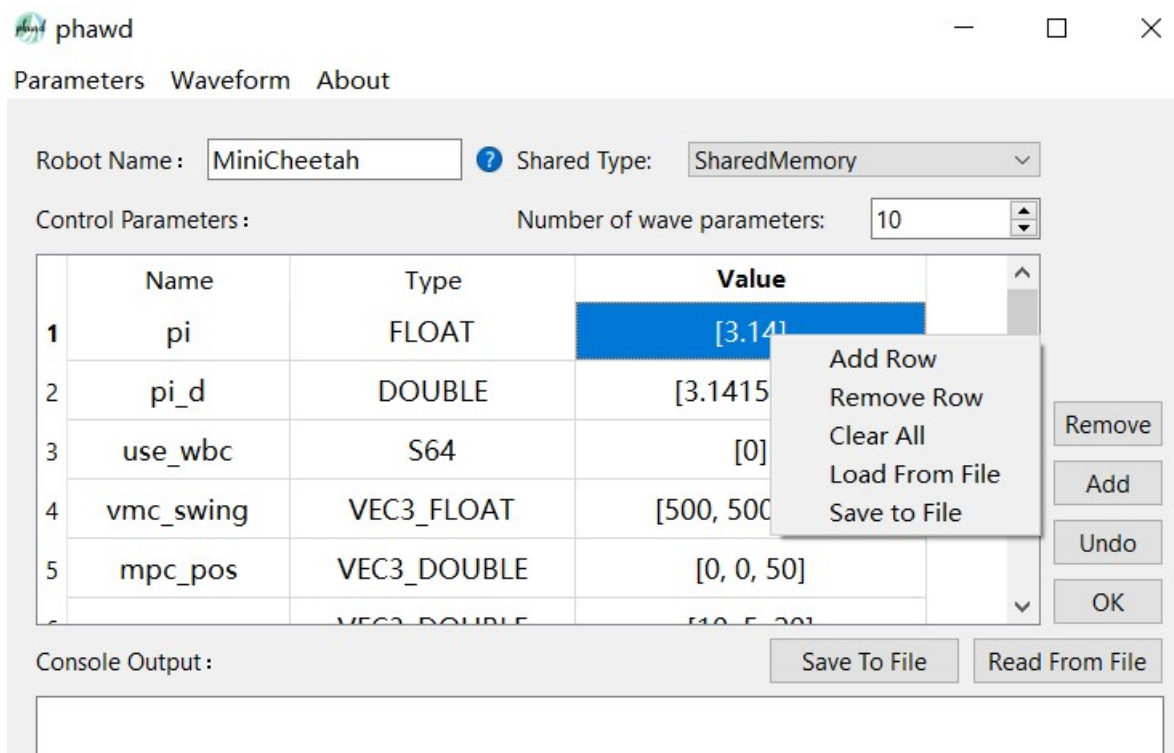 phawd
Parameters Waveform About
Robot Name： MiniCheetah ? Shared Type: SharedMemory
Control Parameters： Number of wave parameters: 10
Name Type Value
1 pi FLOAT [3.14]
Add Row
2 pi_d DOUBLE [3.1415
Remove Row
Remove
3 use_wbc S64 [0]
Clear All
Load From File
Add
4 vmc_swing VEC3_FLOAT [500, 500
Save to File
Undo
5 mpc_pos VEC3_DOUBLE [0, 0, 50]
OK
VEC3_DOUBLE
Console Output： Save To File Read From File